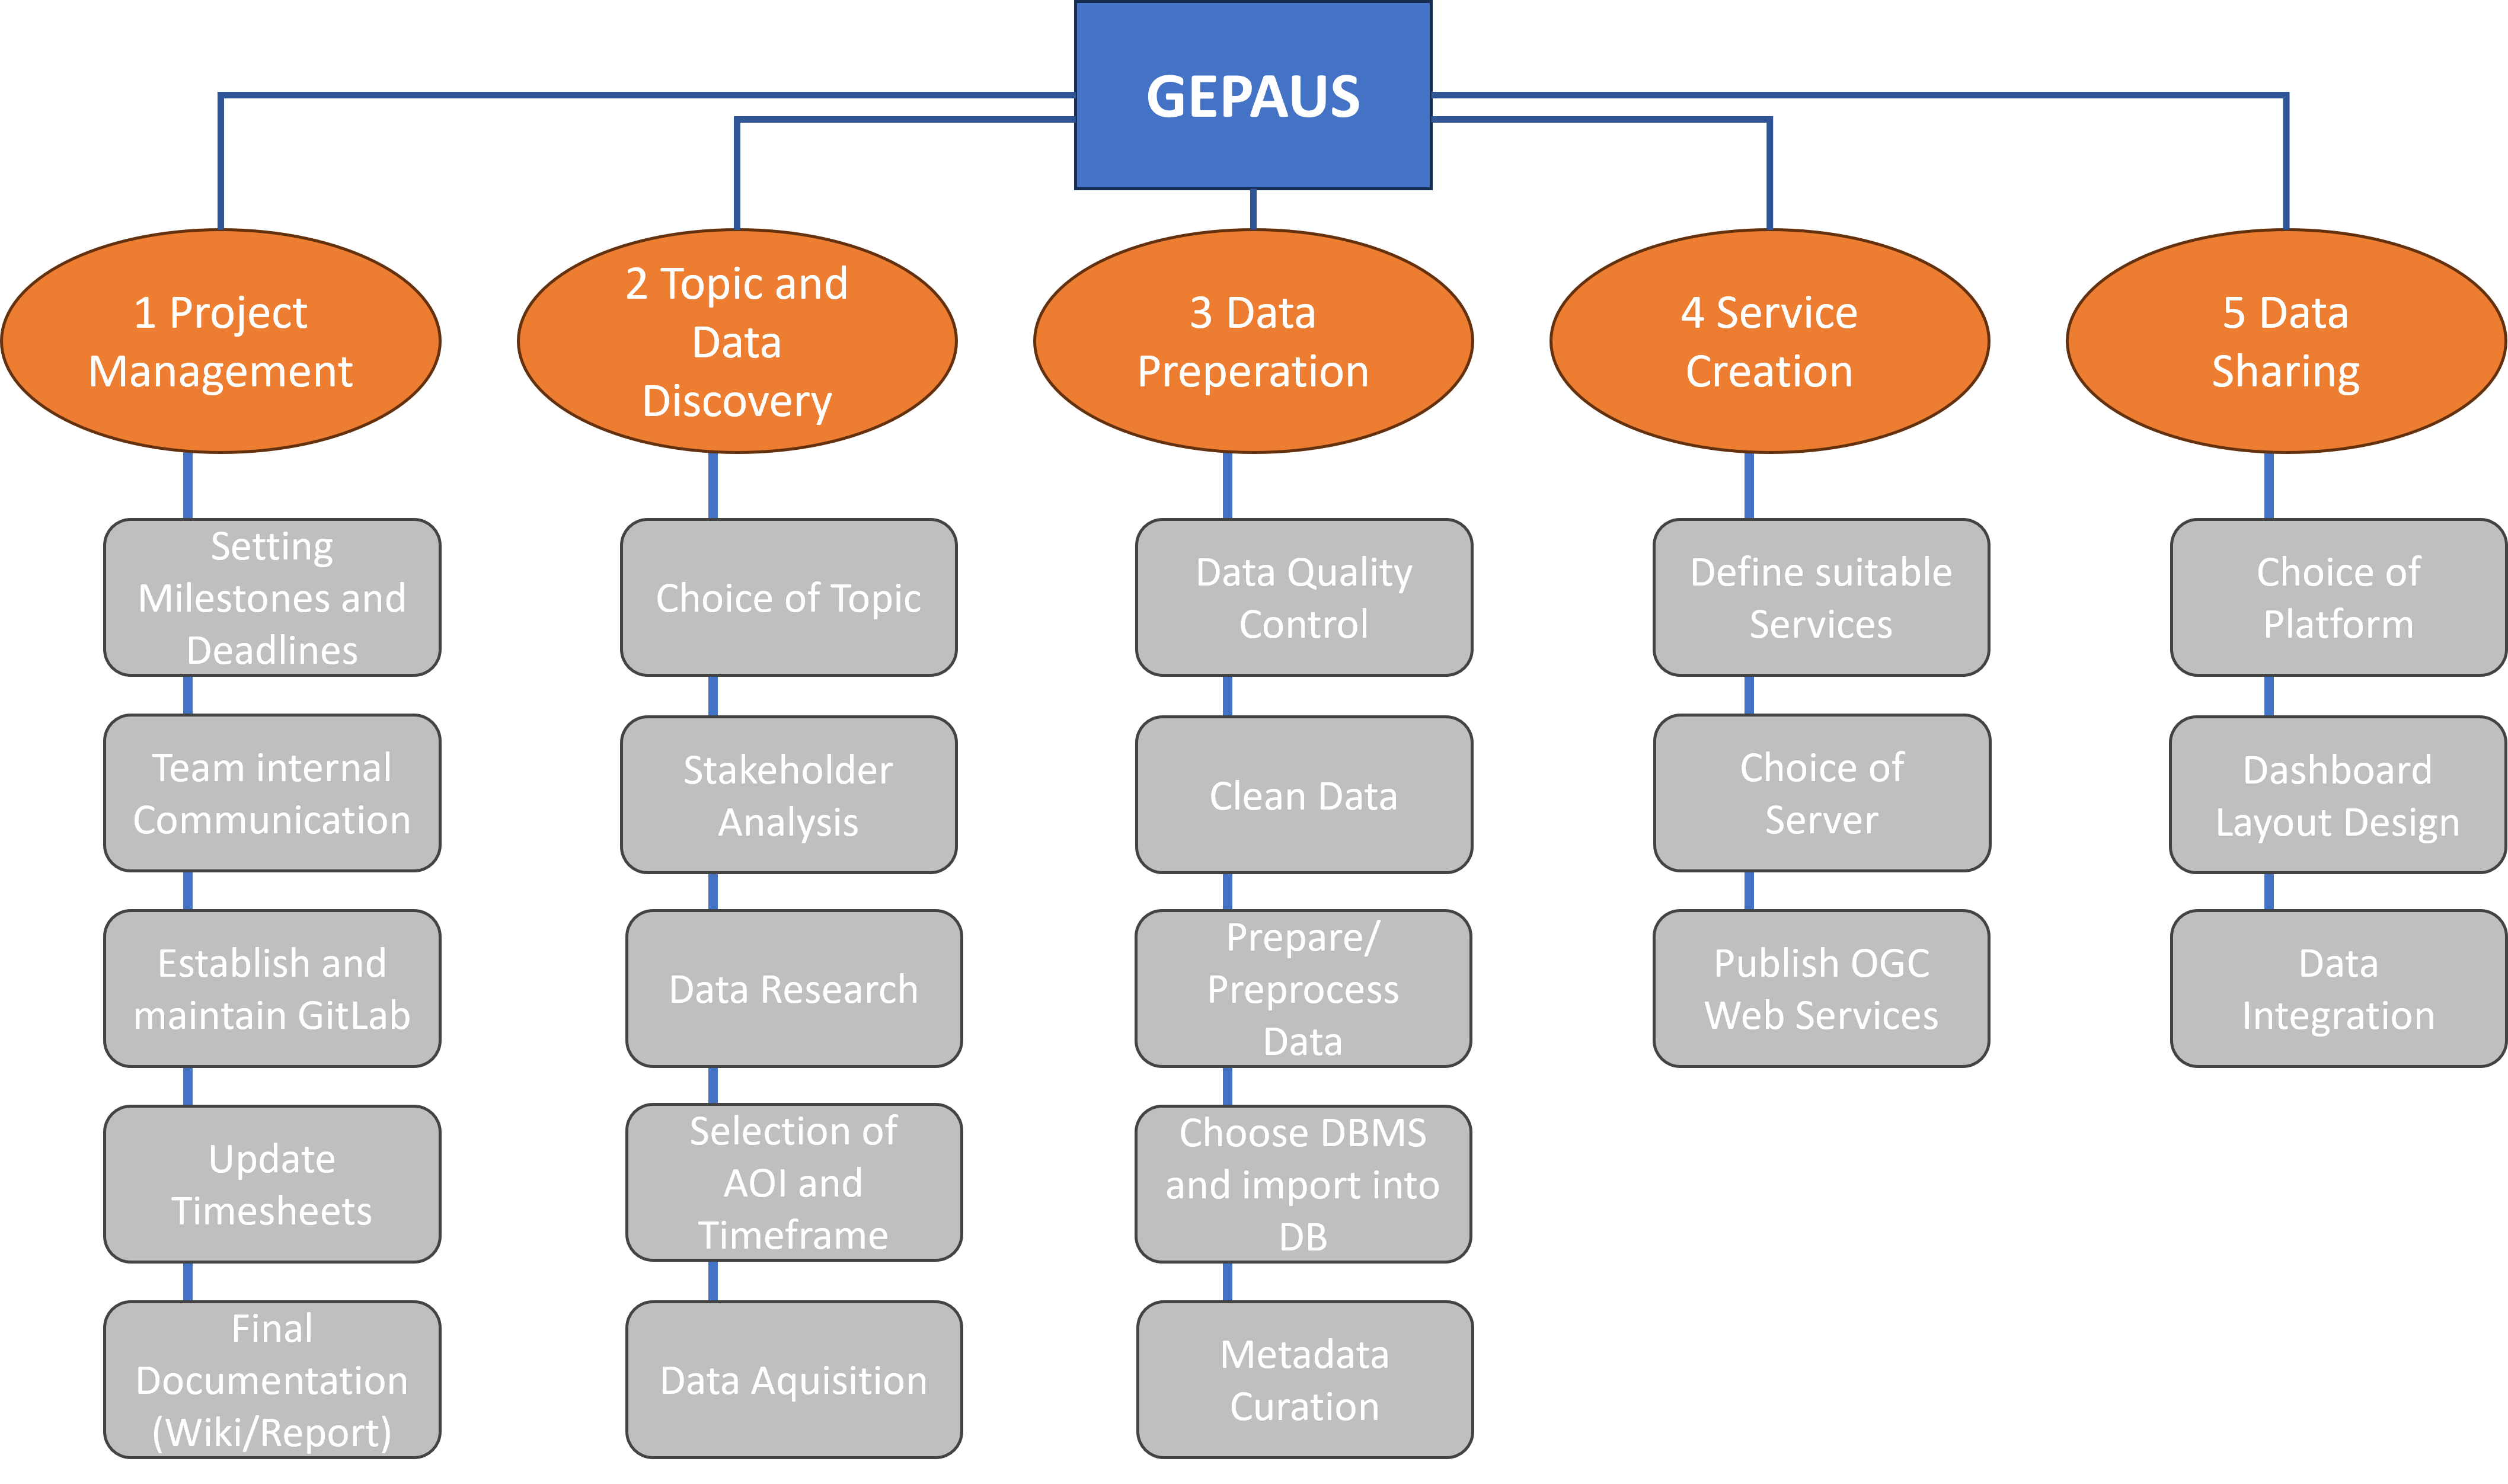 GEPAUS
1 Project
Management
2 Topic and
Data
Discovery
3 Data
Preperation
4 Service
Creation
5 Data
Sharing
Setting
Milestones and
Deadlines
Team internal
Communication
Establish and
maintain GitLab
Update
Timesheets
Final
Documentation
(Wiki/Report)
Choice of Topic
Stakeholder
Analysis
Data Research
Selection of
AOI and
Timeframe
Data Aquisition
Data Quality
Control
Clean Data
Prepare/
Preprocess
Data
Choose DBMS
and import into
DB
Metadata
Curation
Define suitable
Services
Choice of
Server
Publish OGC
Web Services
Choice of
Platform
Dashboard
Layout Design
Data
Integration